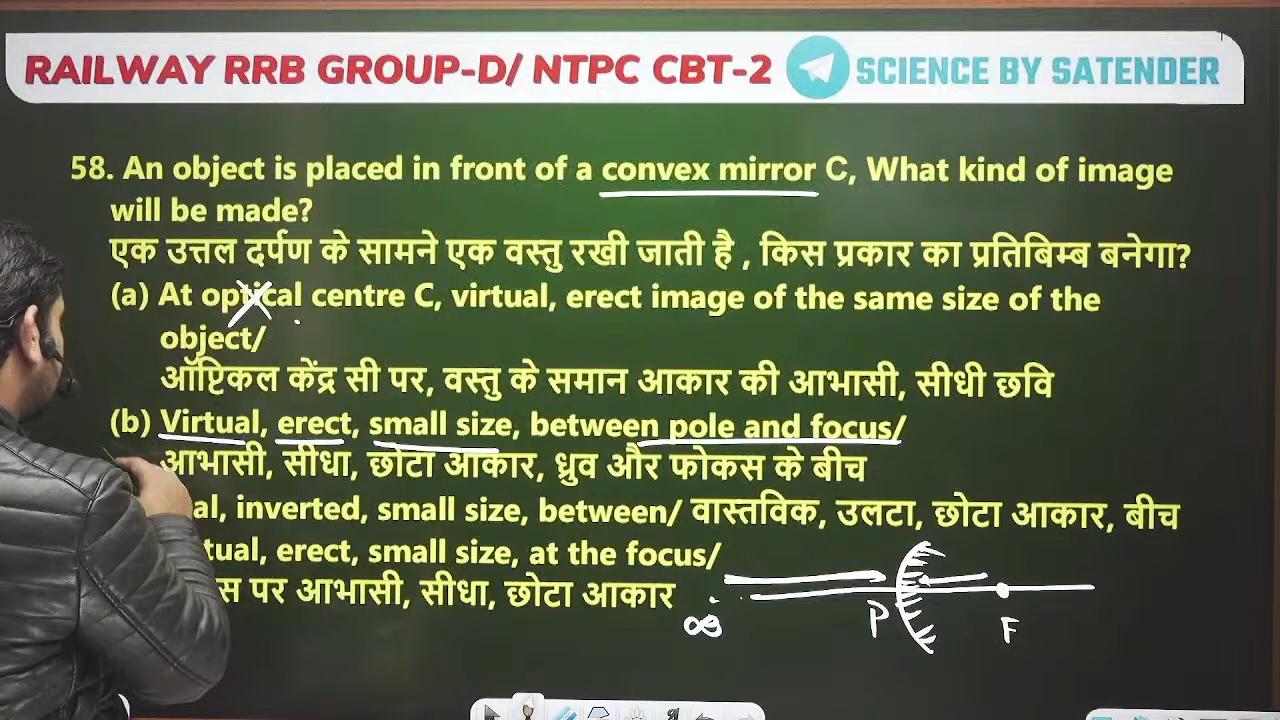 RAILWAY RRB GROUP-D/ NTPC CBT-2 SCIENCE BY SATENDER
58. An object is placed in front of a convex mirror C, What kind of image
will be made?
एक उत्तल दर्पण के सामने एक वस्तु रखी जाती है , किस प्रकार का प्रतिबिम्ब बनेगा?
(a) At optical centre C, virtual, erect image of the same size of the
object/
ऑप्टिकल केंद्र सी पर, वस्तु के समान आकार की आभासी, सीधी छवि
(b) Virtual, erect, small size, between pole and focus/
आभासी, सीधा, छोटा आकार, ध्रुव और फोकस के बीच
inverted, small size, between/ वास्तविक, उलटा, छोटा आकार, बीच
erect, small size, at the focus/
पर आभासी, सीधा, छोटा आकार
∞ P F